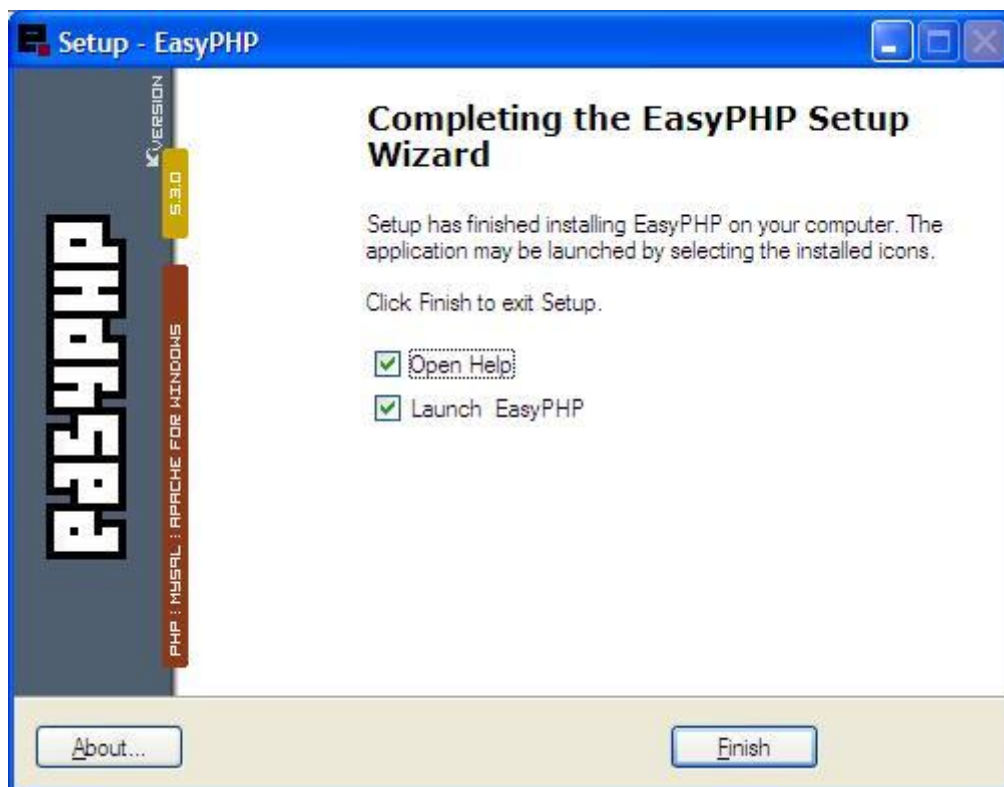 Setup - EasyPHP
VERSION
5.3.0
easyPHP
PHP : MYSQL : APACHE FOR WINDOWS
Completing the EasyPHP Setup
Wizard
Setup has finished installing EasyPHP on your computer. The
application may be launched by selecting the installed icons.
Click Finish to exit Setup.
Open Help
Launch EasyPHP
About...
Finish